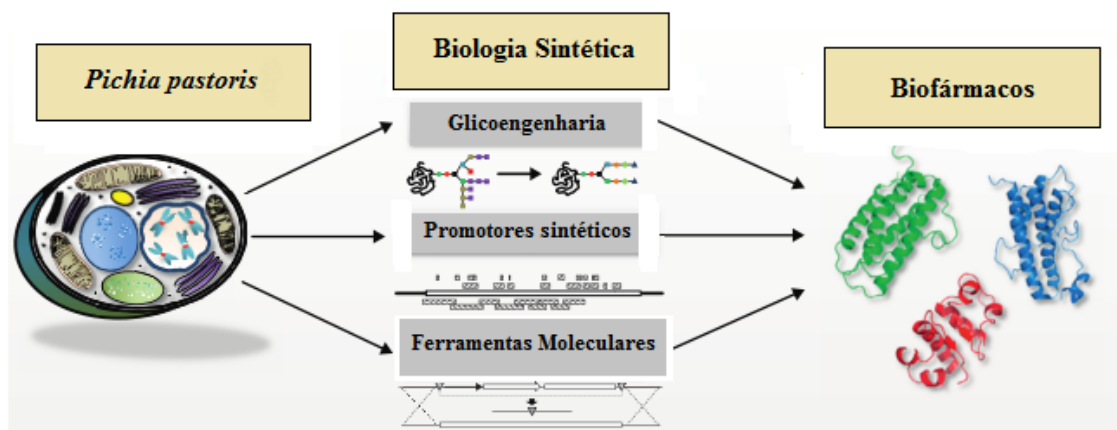 Pichia pastoris
Biologia Sintética
Glicoengenharia
Promotores sintéticos
Ferramentas Moleculares
Biofármacos